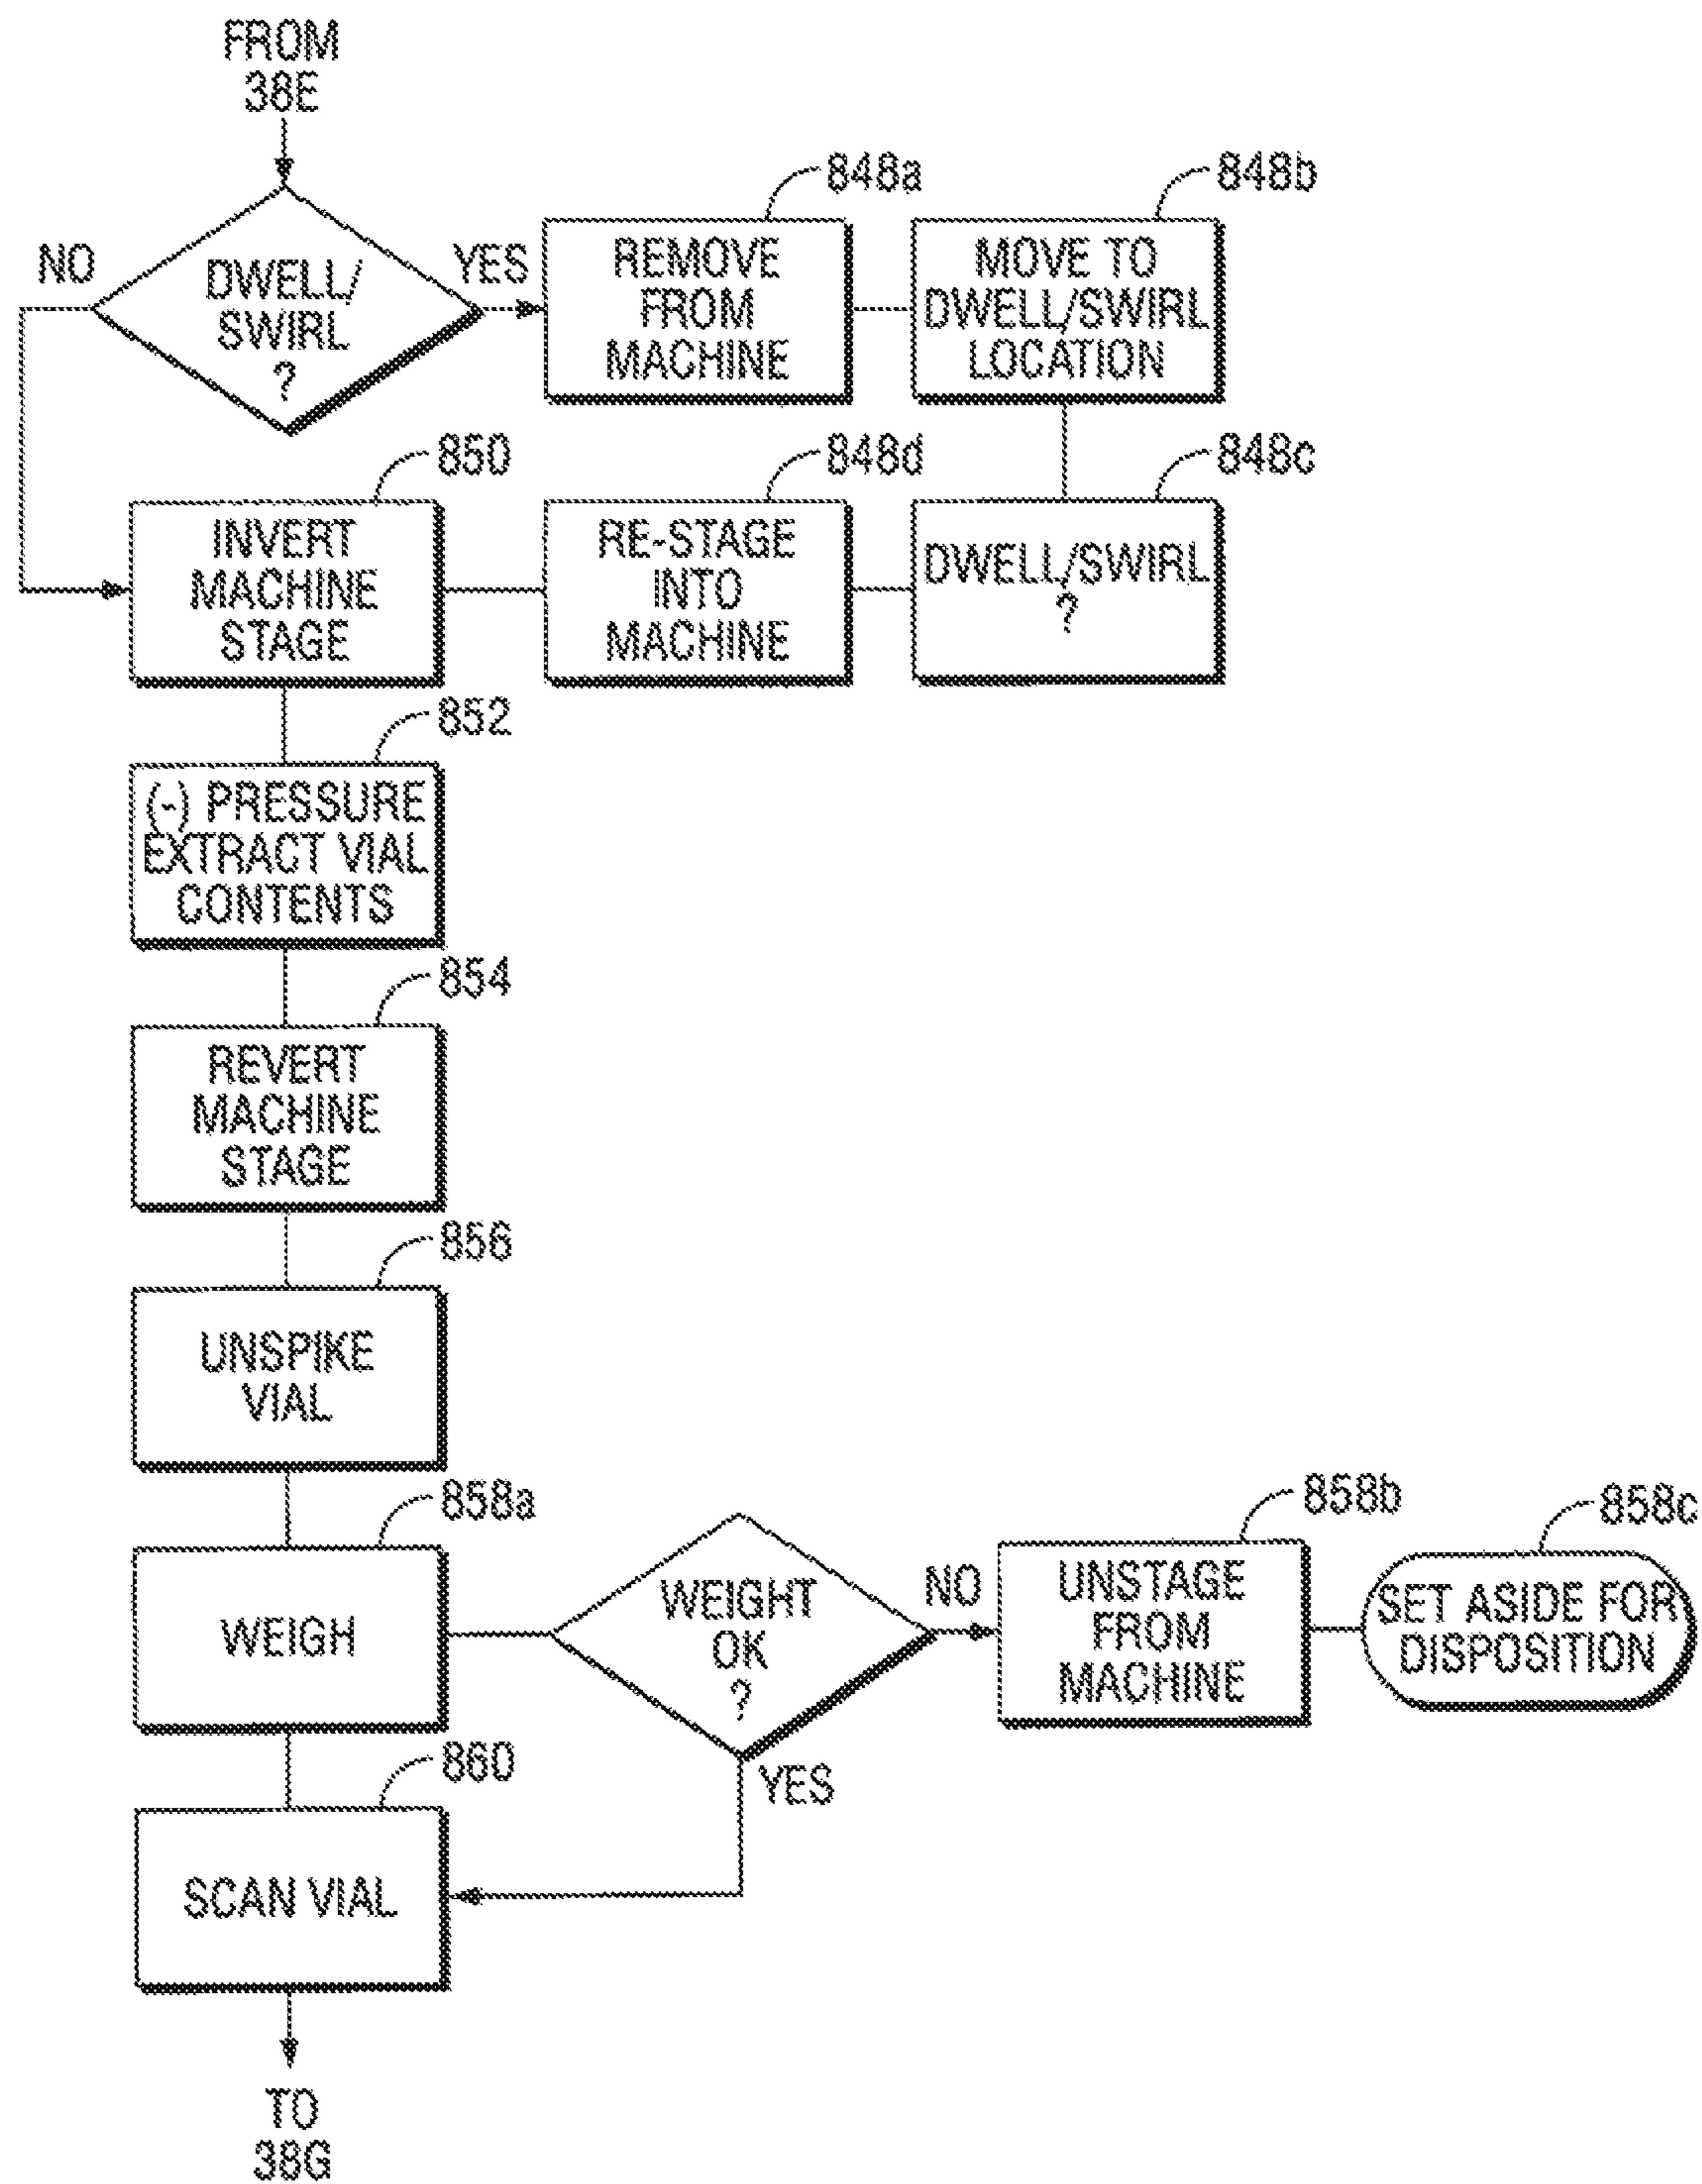 FROM
38E
DWELL/
SWIRL
?
NO
YES
848a
REMOVE
FROM
MACHINE
848b
MOVE TO
DWELL/SWIRL
LOCATION
850
INVERT
MACHINE
STAGE
848d
RE-STAGE
INTO
MACHINE
848c
DWELL/SWIRL
?
852
(-) PRESSURE
EXTRACT VIAL
CONTENTS
854
REVERT
MACHINE
STAGE
856
UNSPIKE
VIAL
858a
WEIGH
WEIGHT
OK
?
NO
YES
858b
UNSTAGE
FROM
MACHINE
858c
SET ASIDE FOR
DISPOSITION
860
SCAN VIAL
TO
38G